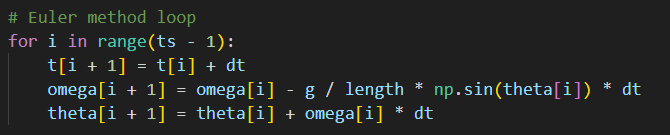 # Euler method loop
for i in range(ts - 1):
    t[i + 1] = t[i] + dt
    omega[i + 1] = omega[i] - g / length * np.sin(theta[i]) * dt
    theta[i + 1] = theta[i] + omega[i] * dt